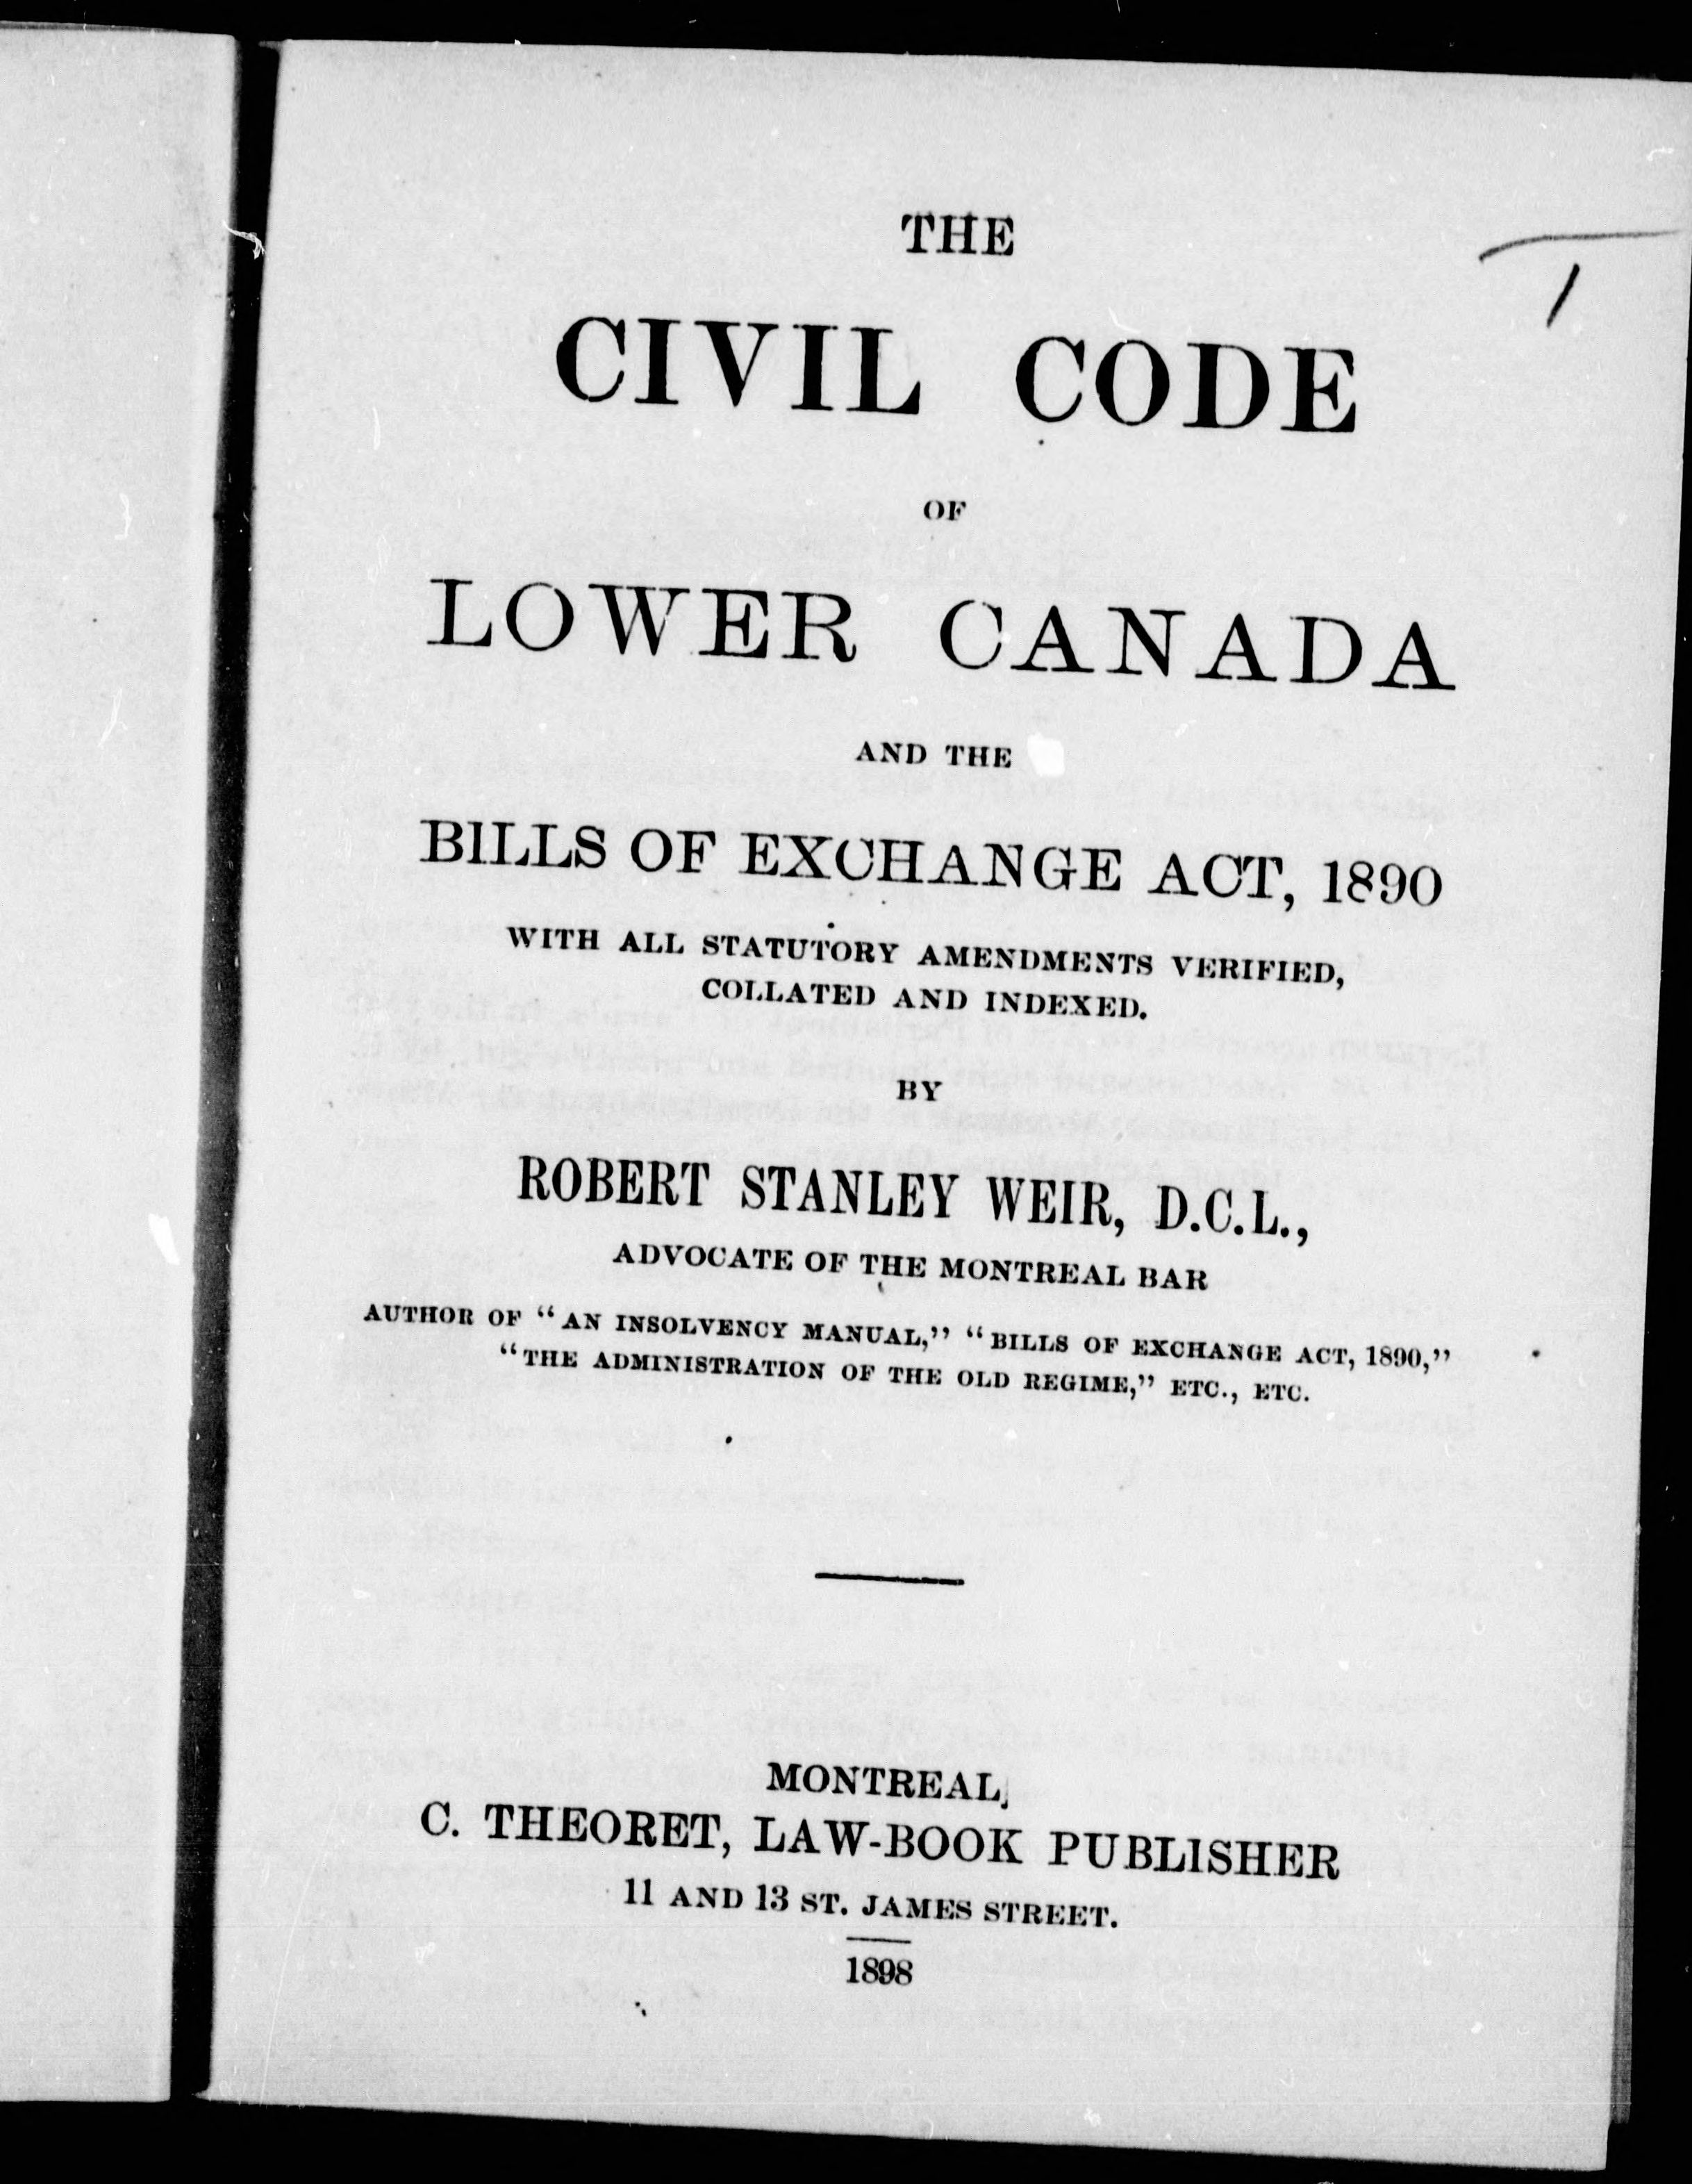 THE
CIVIL CODE
OF
LOWER CANADA
AND THE
BILLS OF EXCHANGE ACT, 1890
WITH ALL STATUTORY AMENDMENTS VERIFIED,
COLLATED AND INDEXED.
BY
ROBERT STANLEY WEIR, D.C.L.,
ADVOCATE OF THE MONTREAL BAR
AUTHOR OF “AN INSOLVENCY MANUAL,” “BILLS OF EXCHANGE ACT, 1890,”
“THE ADMINISTRATION OF THE OLD REGIME,” ETC., ETC.
MONTREAL,
C. THEORET, LAW-BOOK PUBLISHER
11 AND 13 ST. JAMES STREET.
1898